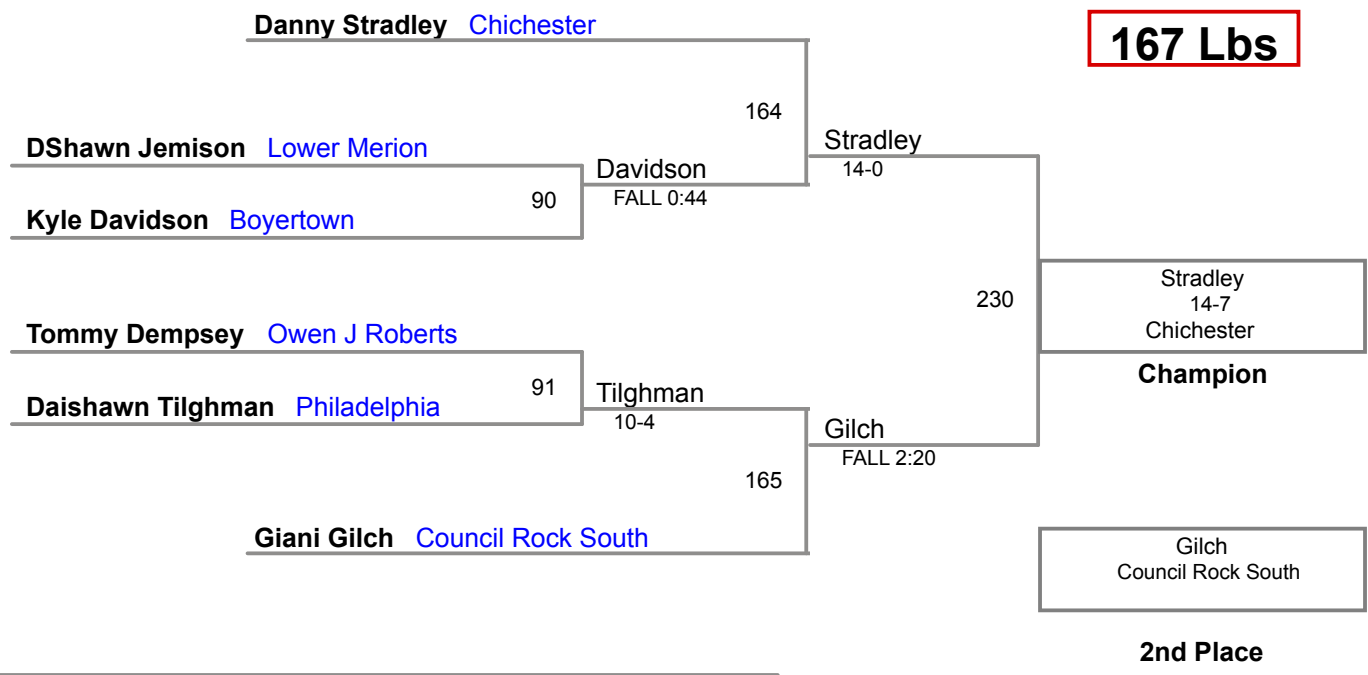 Danny Stradley Chichester
167 Lbs
164
DShawn Jemison Lower Merion
Stradley
14-0
Davidson
FALL 0:44
90
Kyle Davidson Boyertown
Stradley
14-7
Chichester
230
Champion
Tommy Dempsey Owen J Roberts
91
Tilghman
10-4
Daishawn Tilghman Philadelphia
Gilch
FALL 2:20
165
Giani Gilch Council Rock South
Gilch
Council Rock South
2nd Place